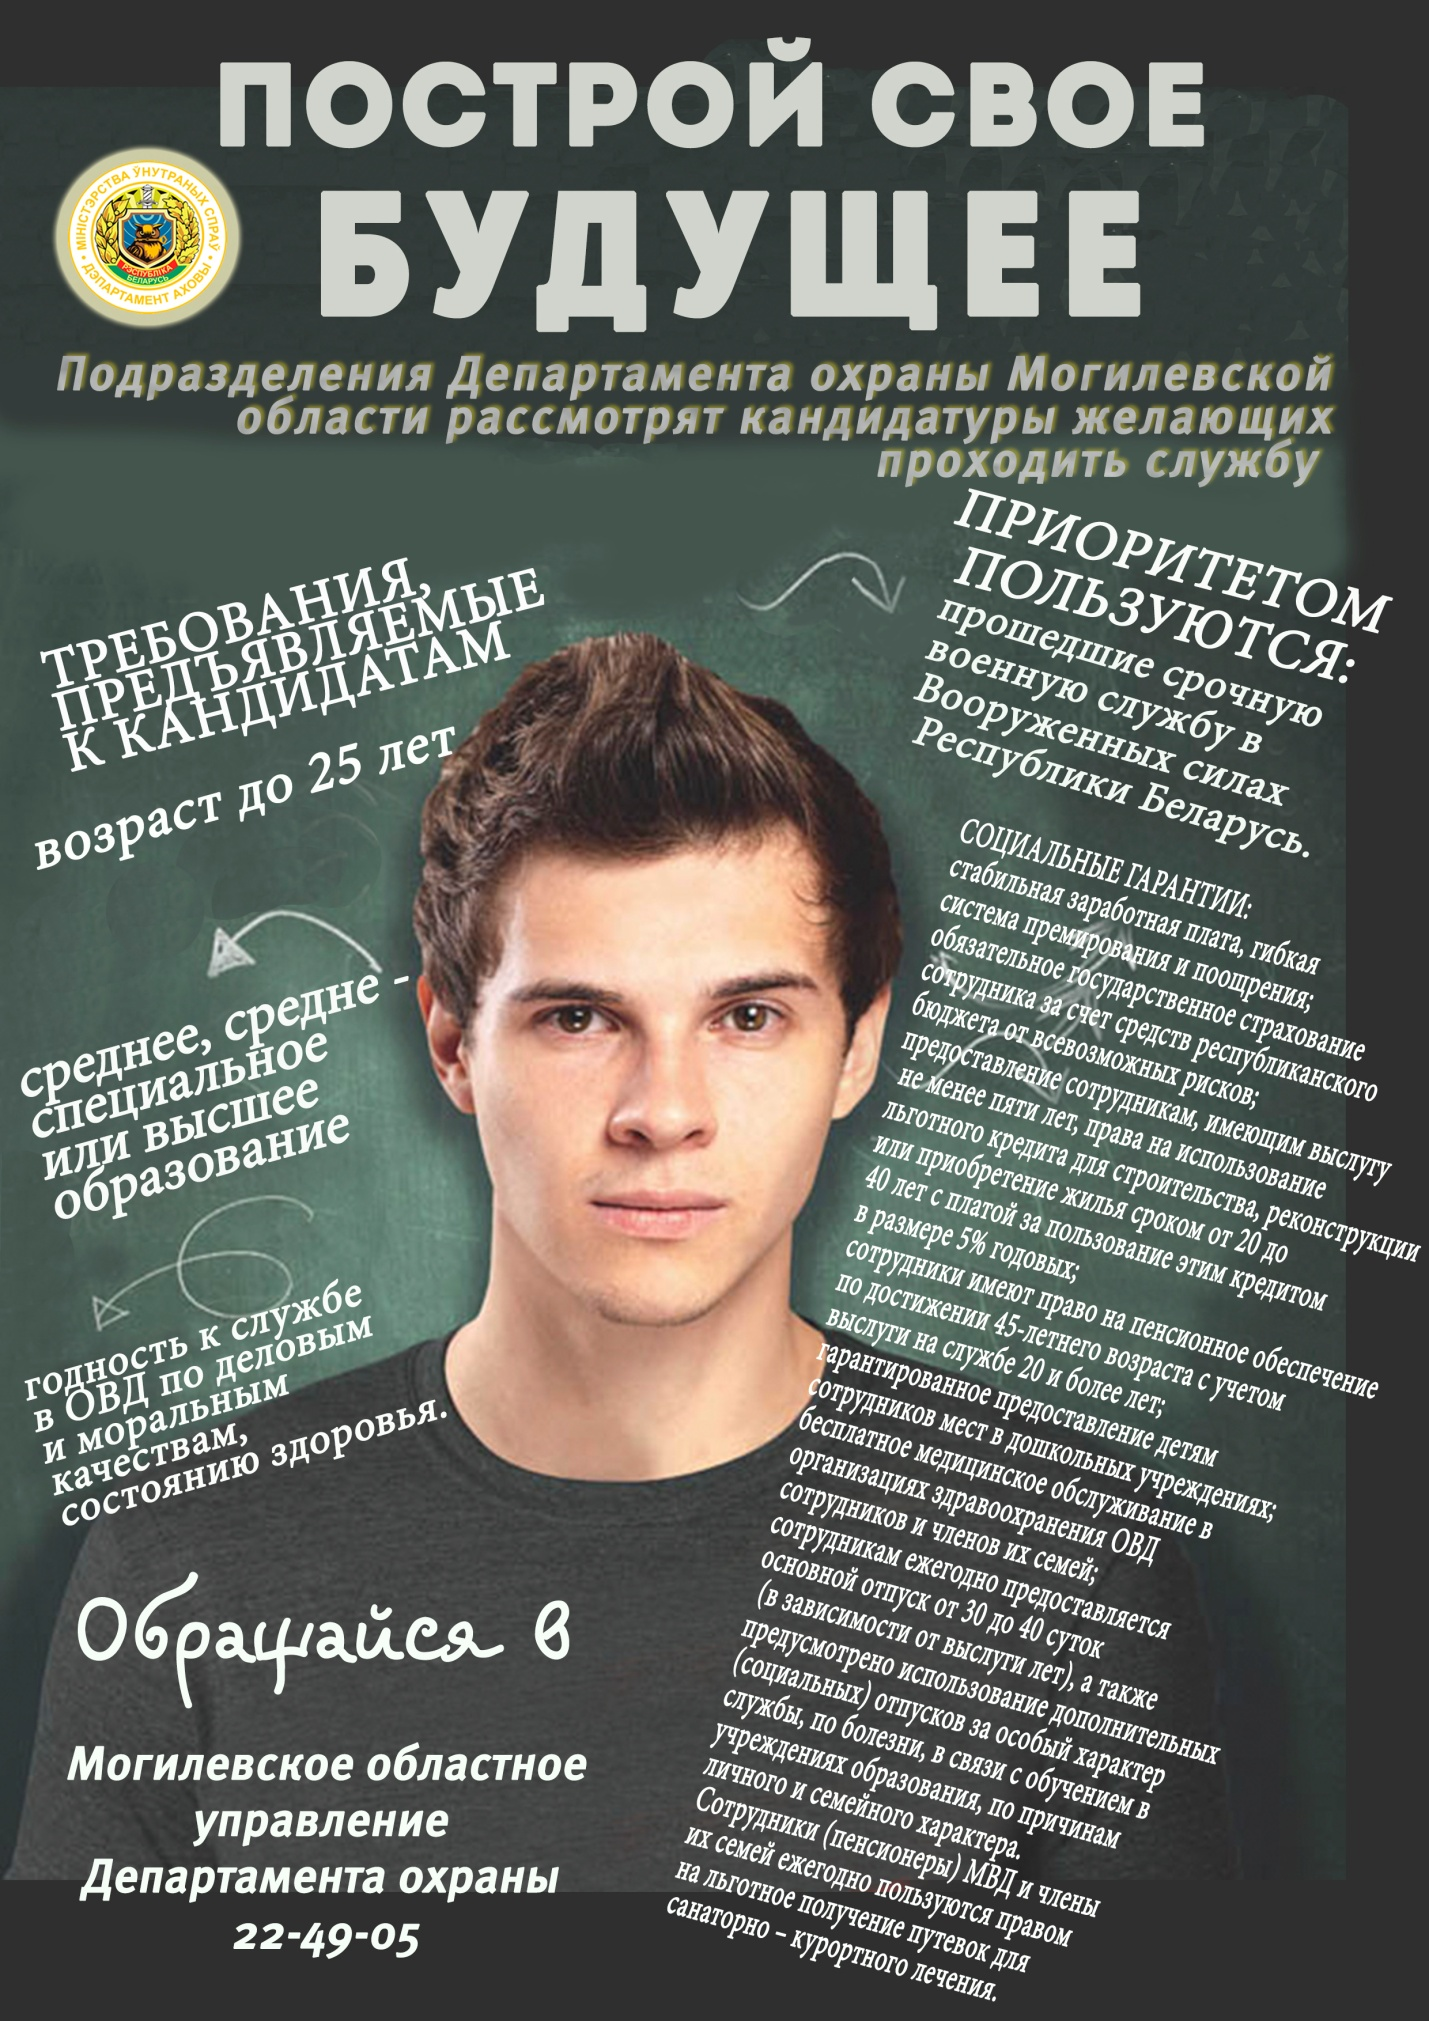 ПОСТРОЙ СВОЕ
БУДУЩЕЕ
МІНІСТЭРСТВА ЎНУТРАНЫХ СПРАЎ
ДЭПАРТАМЕНТ АХОВЫ
РЭСПУБЛІКА
БЕЛАРУСЬ
Подразделения Департамента охраны Могилевской
области рассмотрят кандидатуры желающих
проходить службу
ТРЕБОВАНИЯ,
ПРЕДЪЯВЛЯЕМЫЕ
К КАНДИДАТАМ
возраст до 25 лет
среднее, средне -
специальное
или высшее
образование
годность к службе
в ОВД по деловым
и моральным
качествам,
состоянию здоровья.
Обращайся в
Могилевское областное
управление
Департамента охраны
22-49-05
ПРИОРИТЕТОМ
ПОЛЬЗУЮТСЯ:
прошедшие срочную
военную службу в
Вооруженных силах
Республики Беларусь.
СОЦИАЛЬНЫЕ ГАРАНТИИ:
стабильная заработная плата, гибкая
система премирования и поощрения;
обязательное государственное страхование
сотрудника за счет средств республиканского
бюджета от всевозможных рисков;
предоставление сотрудникам, имеющим выслугу
не менее пяти лет, права на использование
льготного кредита для строительства, реконструкции
или приобретение жилья сроком от 20 до
40 лет с платой за пользование этим кредитом
в размере 5% годовых;
сотрудники имеют право на пенсионное обеспечение
по достижении 45-летнего возраста с учетом
выслуги на службе 20 и более лет;
гарантированное предоставление детям
сотрудников мест в дошкольных учреждениях;
бесплатное медицинское обслуживание в
организациях здравоохранения ОВД
сотрудников и членов их семей;
сотрудникам ежегодно предоставляется
основной отпуск от 30 до 40 суток
(в зависимости от выслуги лет), а также
предусмотрено использование дополнительных
(социальных) отпусков за особый характер
службы, по болезни, в связи с обучением в
учреждениях образования, по причинам
личного и семейного характера.
Сотрудники (пенсионеры) МВД и члены
их семей ежегодно пользуются правом
на льготное получение путевок для
санаторно – курортного лечения.